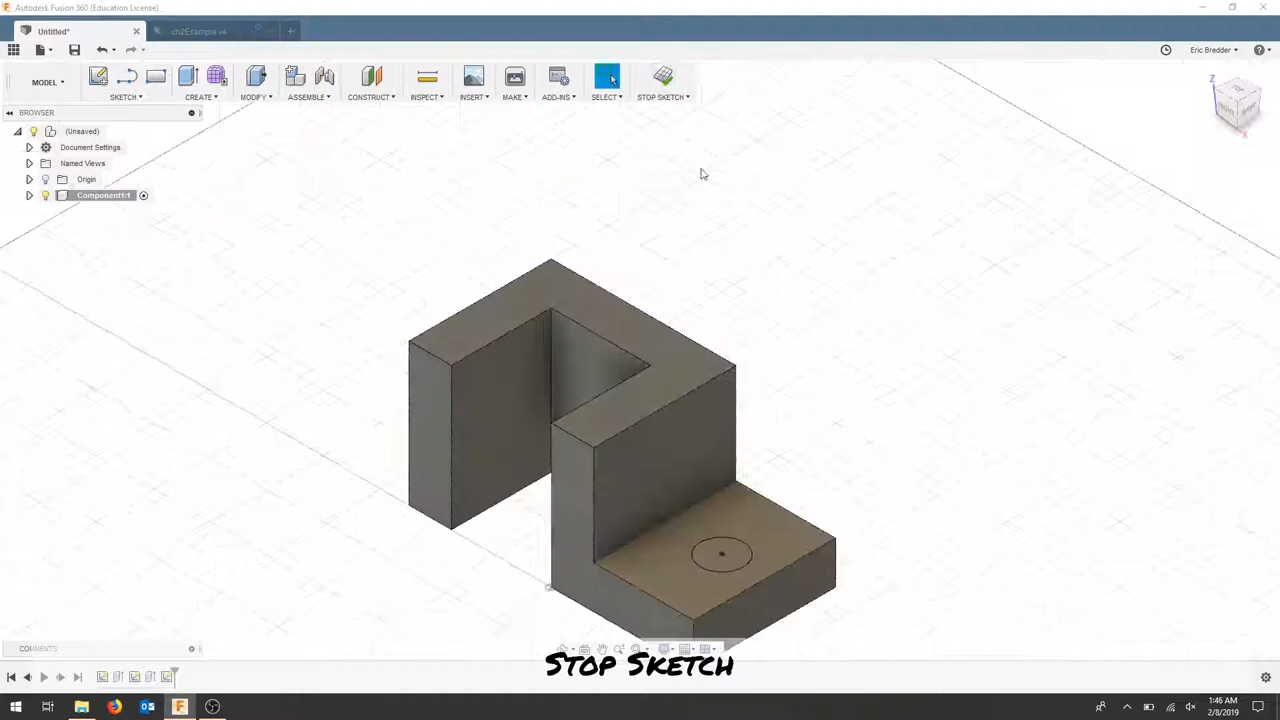 Autodesk Fusion 360 (Education License)
Untitled*
ch2Example v4
Eric Bredder
MODEL
SKETCH
CREATE
MODIFY
ASSEMBLE
CONSTRUCT
INSPECT
INSERT
MAKE
ADD-INS
SELECT
STOP SKETCH
BROWSER
(Unsaved)
Document Settings
Named Views
Origin
Component1:1
Z
TOP
X
COMMENTS
Stop Sketch
1:46 AM
2/8/2019